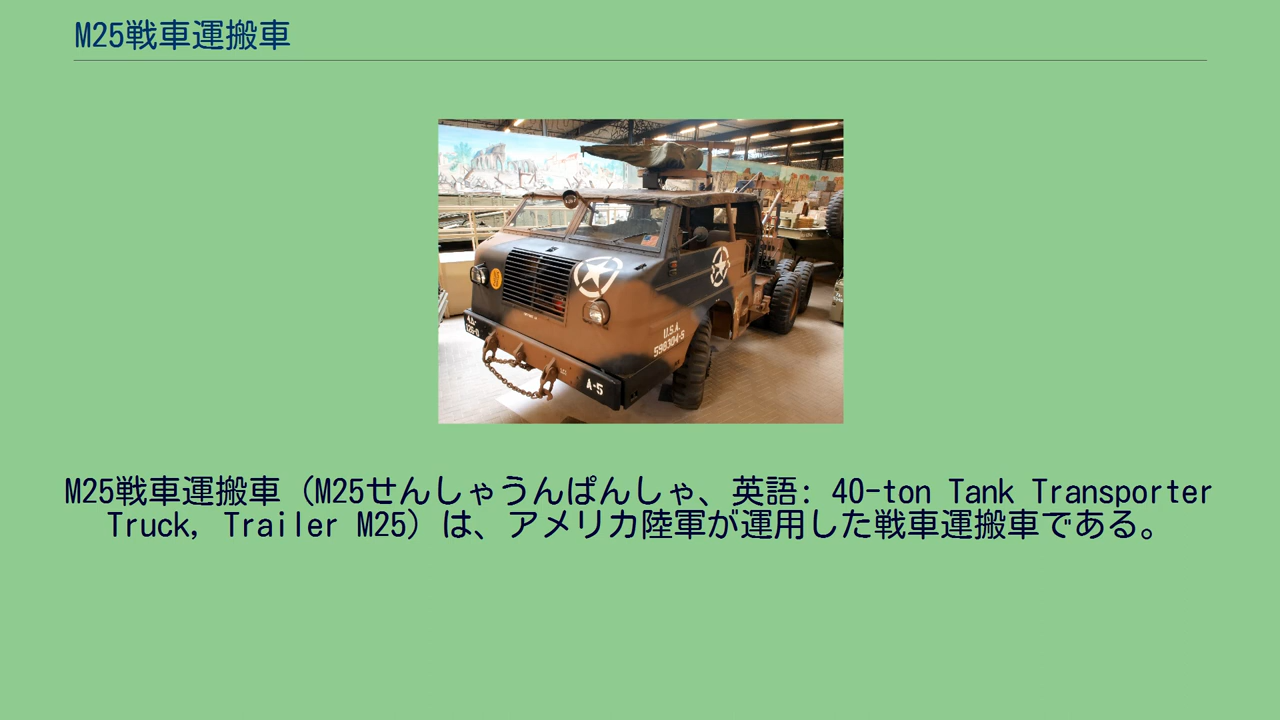 M25戦車運搬車
U.S.A.
598304-S
A-5
M25戦車運搬車（M25せんしゃうんぱんしゃ、英語: 40-ton Tank Transporter
Truck, Trailer M25）は、アメリカ陸軍が運用した戦車運搬車である。